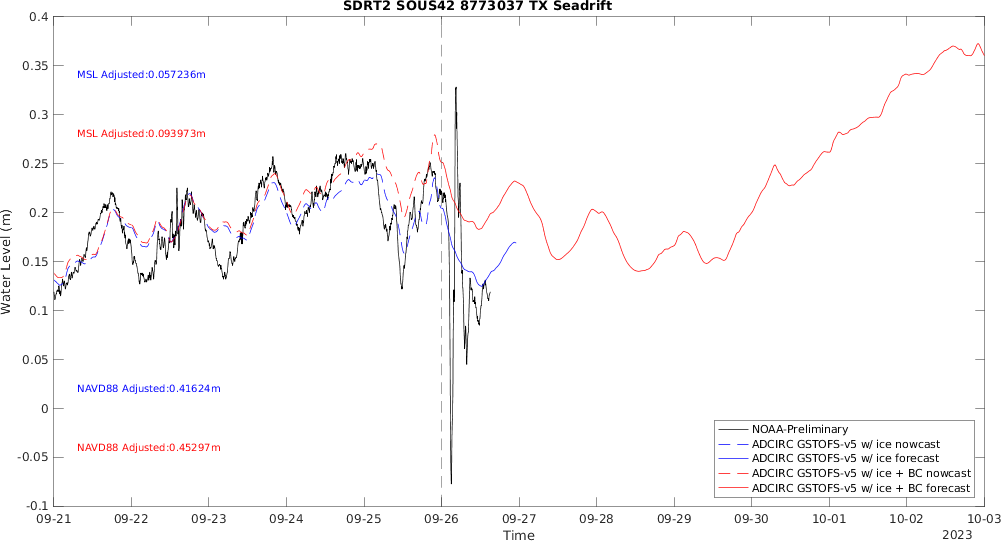 SDRT2 SOUS42 8773037 TX Seadrift
0.4
0.35
0.3
0.25
0.2
0.15
0.1
0.05
0
-0.05
-0.1
Water Level (m)
MSL Adjusted:0.057236m
MSL Adjusted:0.093973m
NAVD88 Adjusted:0.41624m
NAVD88 Adjusted:0.45297m
NOAA-Preliminary
ADCIRC GSTOFS-v5 w/ ice nowcast
ADCIRC GSTOFS-v5 w/ ice forecast
ADCIRC GSTOFS-v5 w/ ice + BC nowcast
ADCIRC GSTOFS-v5 w/ ice + BC forecast
09-21 09-22 09-23 09-24 09-25 09-26 09-27 09-28 09-29 09-30 10-01 10-02 10-03
Time
2023